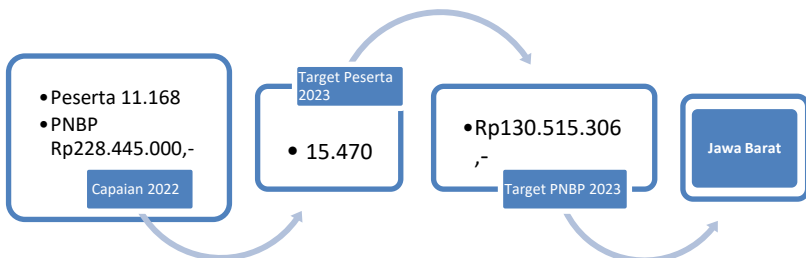 •Peserta 11.168
•PNBP
Rp228.445.000,-
Capaian 2022
Target Peserta
2023
• 15.470
•Rp130.515.306
,-
Target PNBP 2023
Jawa Barat